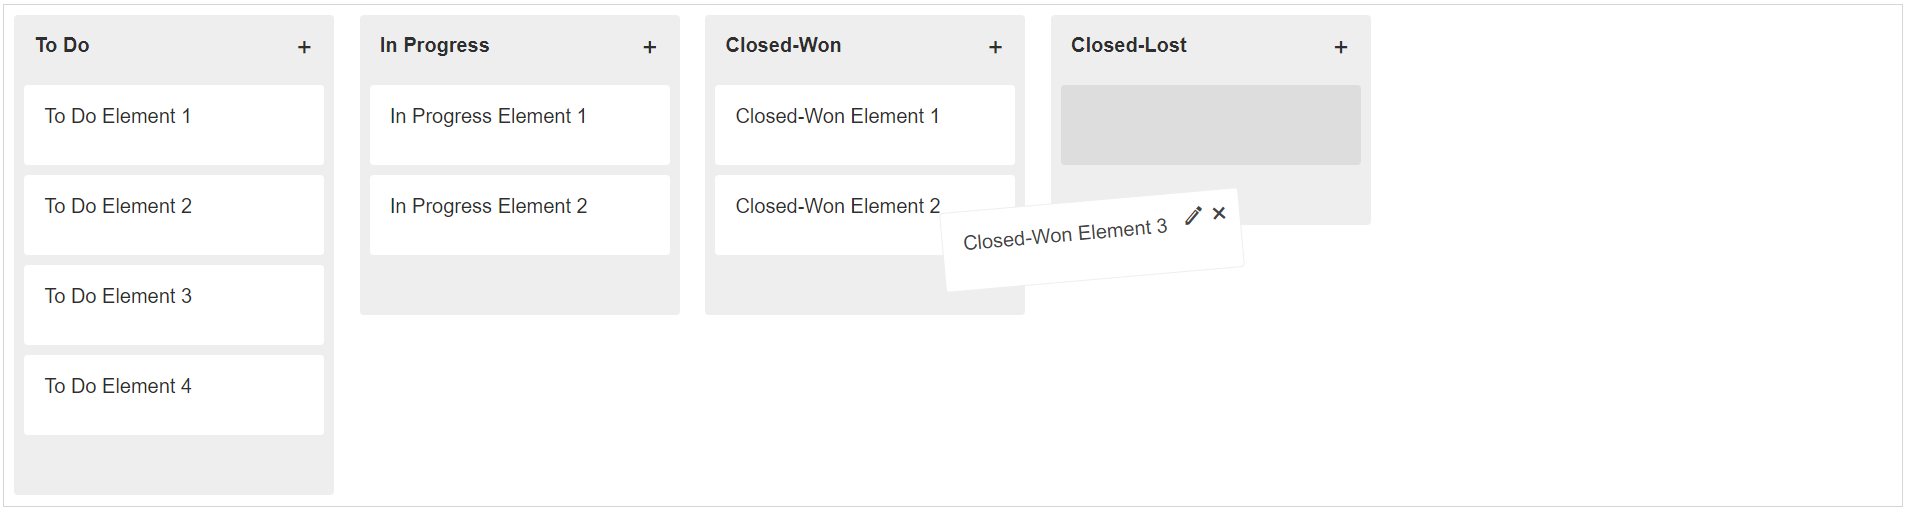 To Do +
To Do Element 1
To Do Element 2
To Do Element 3
To Do Element 4
In Progress +
In Progress Element 1
In Progress Element 2
Closed-Won +
Closed-Won Element 1
Closed-Won Element 2
Closed-Won Element 3
Closed-Lost +